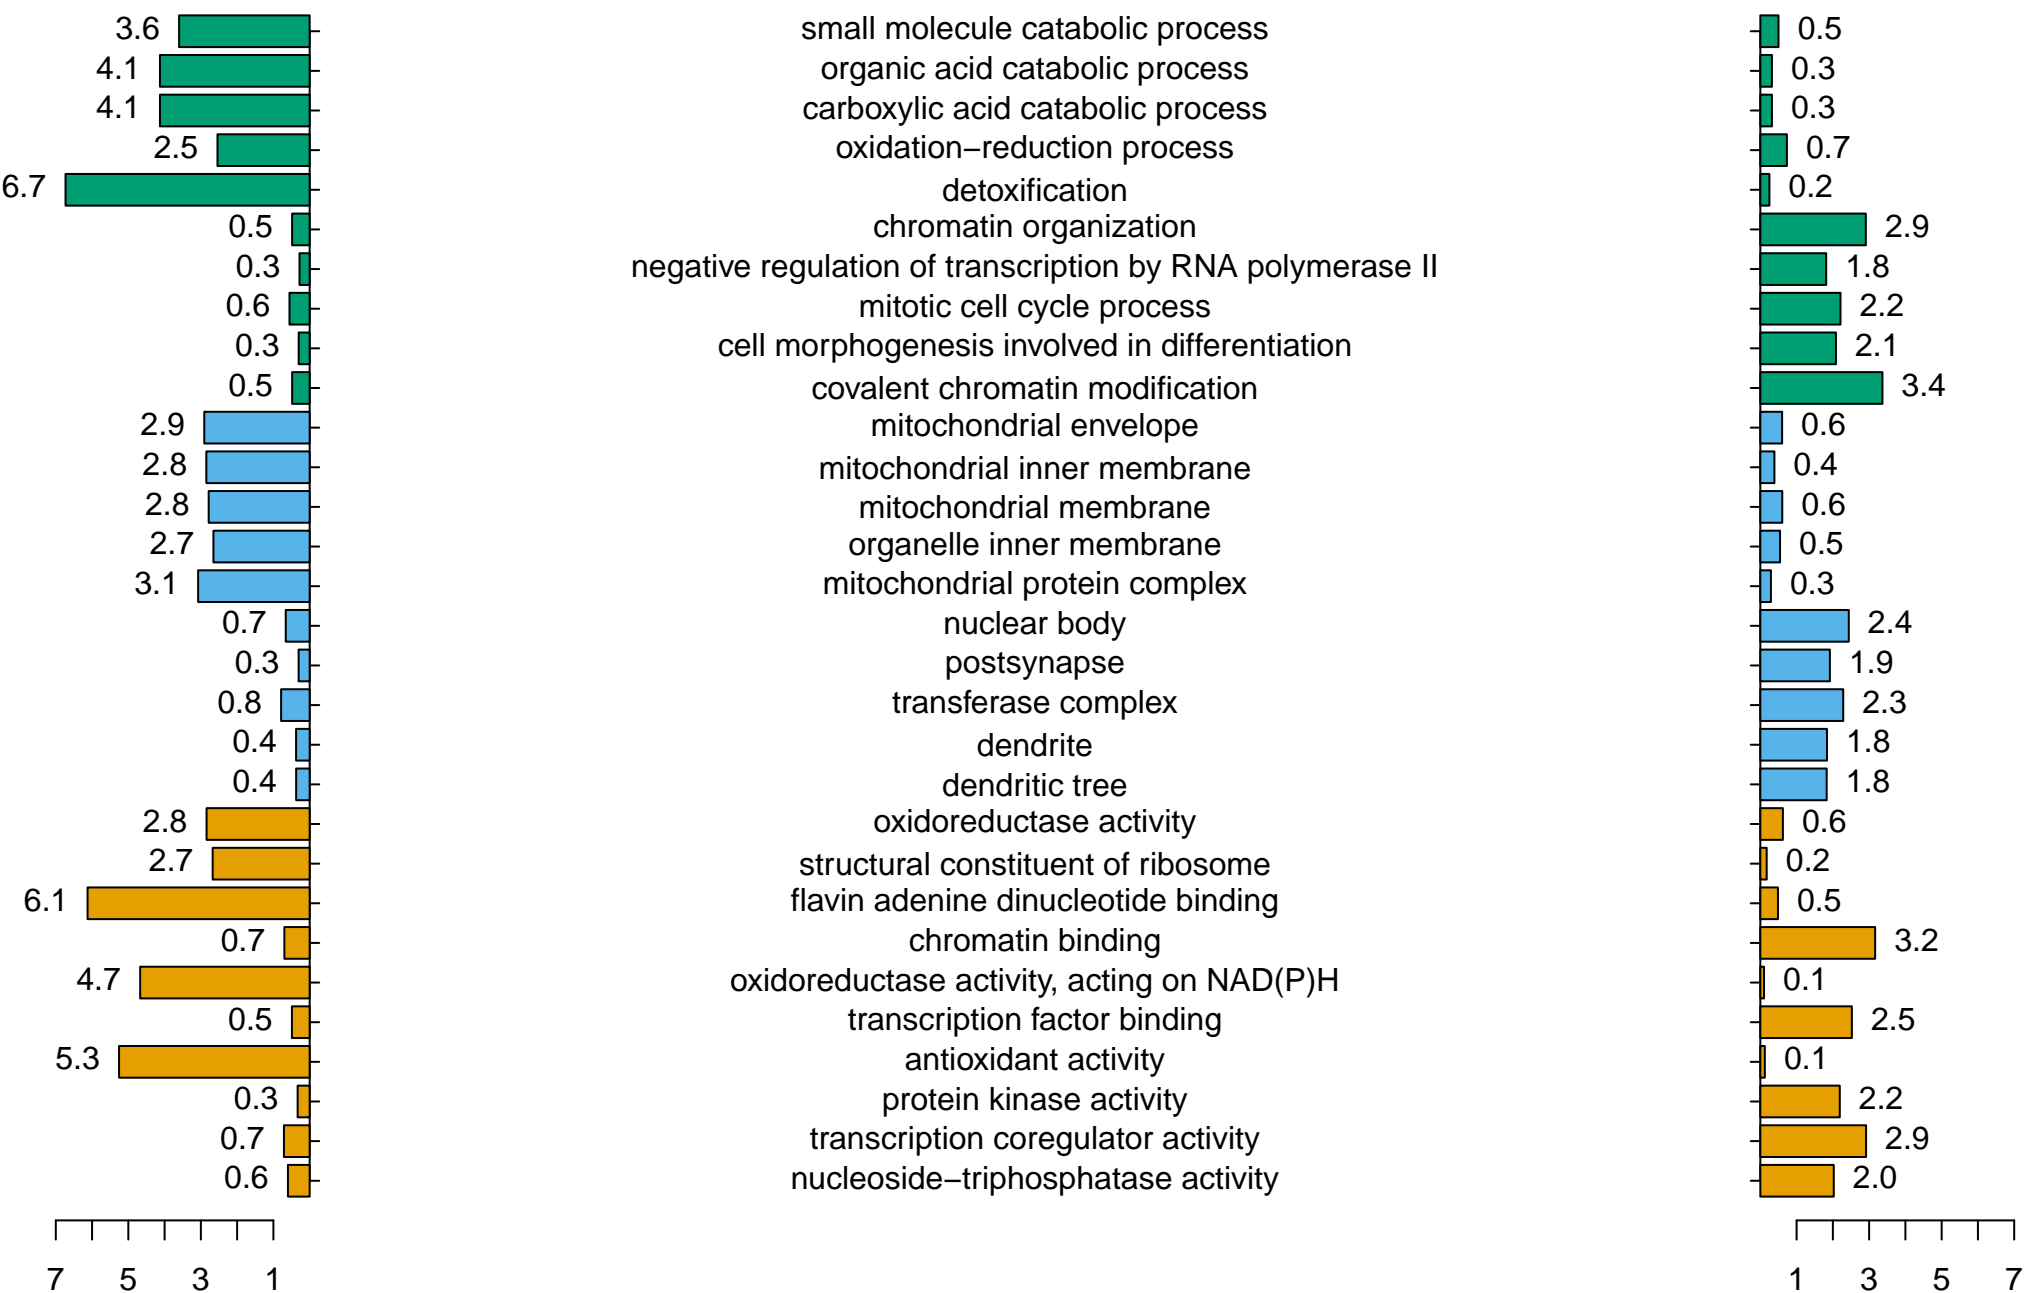 3.6 small molecule catabolic process 0.5
4.1 organic acid catabolic process 0.3
4.1 carboxylic acid catabolic process 0.3
2.5 oxidation−reduction process 0.7
6.7 detoxification 0.2
0.5 chromatin organization 2.9
0.3 negative regulation of transcription by RNA polymerase II 1.8
0.6 mitotic cell cycle process 2.2
0.3 cell morphogenesis involved in differentiation 2.1
0.5 covalent chromatin modification 3.4
2.9 mitochondrial envelope 0.6
2.8 mitochondrial inner membrane 0.4
2.8 mitochondrial membrane 0.6
2.7 organelle inner membrane 0.5
3.1 mitochondrial protein complex 0.3
0.7 nuclear body 2.4
0.3 postsynapse 1.9
0.8 transferase complex 2.3
0.4 dendrite 1.8
0.4 dendritic tree 1.8
2.8 oxidoreductase activity 0.6
2.7 structural constituent of ribosome 0.2
6.1 flavin adenine dinucleotide binding 0.5
0.7 chromatin binding 3.2
4.7 oxidoreductase activity, acting on NAD(P)H 0.1
0.5 transcription factor binding 2.5
5.3 antioxidant activity 0.1
0.3 protein kinase activity 2.2
0.7 transcription coregulator activity 2.9
0.6 nucleoside−triphosphatase activity 2.0
7 5 3 1 1 3 5 7